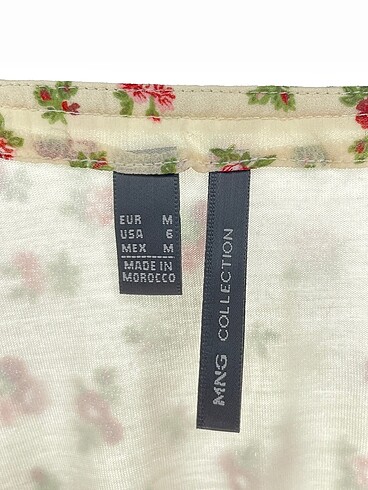 EUR M
USA 6
MEX M
MADE IN
MOROCCO
MNG COLLECTION